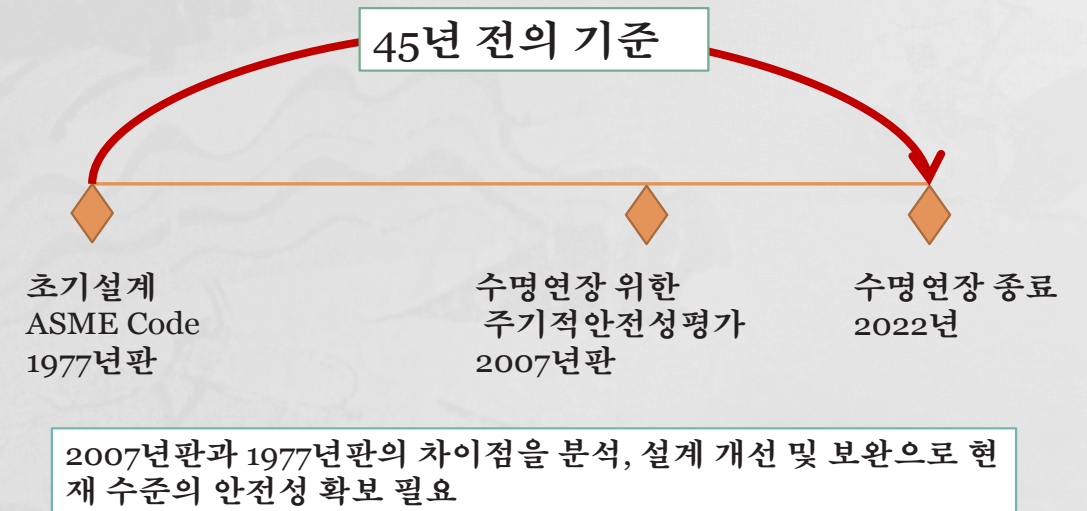 45년 전의 기준
초기설계
ASME Code
1977년판
수명연장 위한
주기적안전성평가
2007년판
수명연장 종료
2022년
2007년판과 1977년판의 차이점을 분석, 설계 개선 및 보완으로 현
재 수준의 안전성 확보 필요